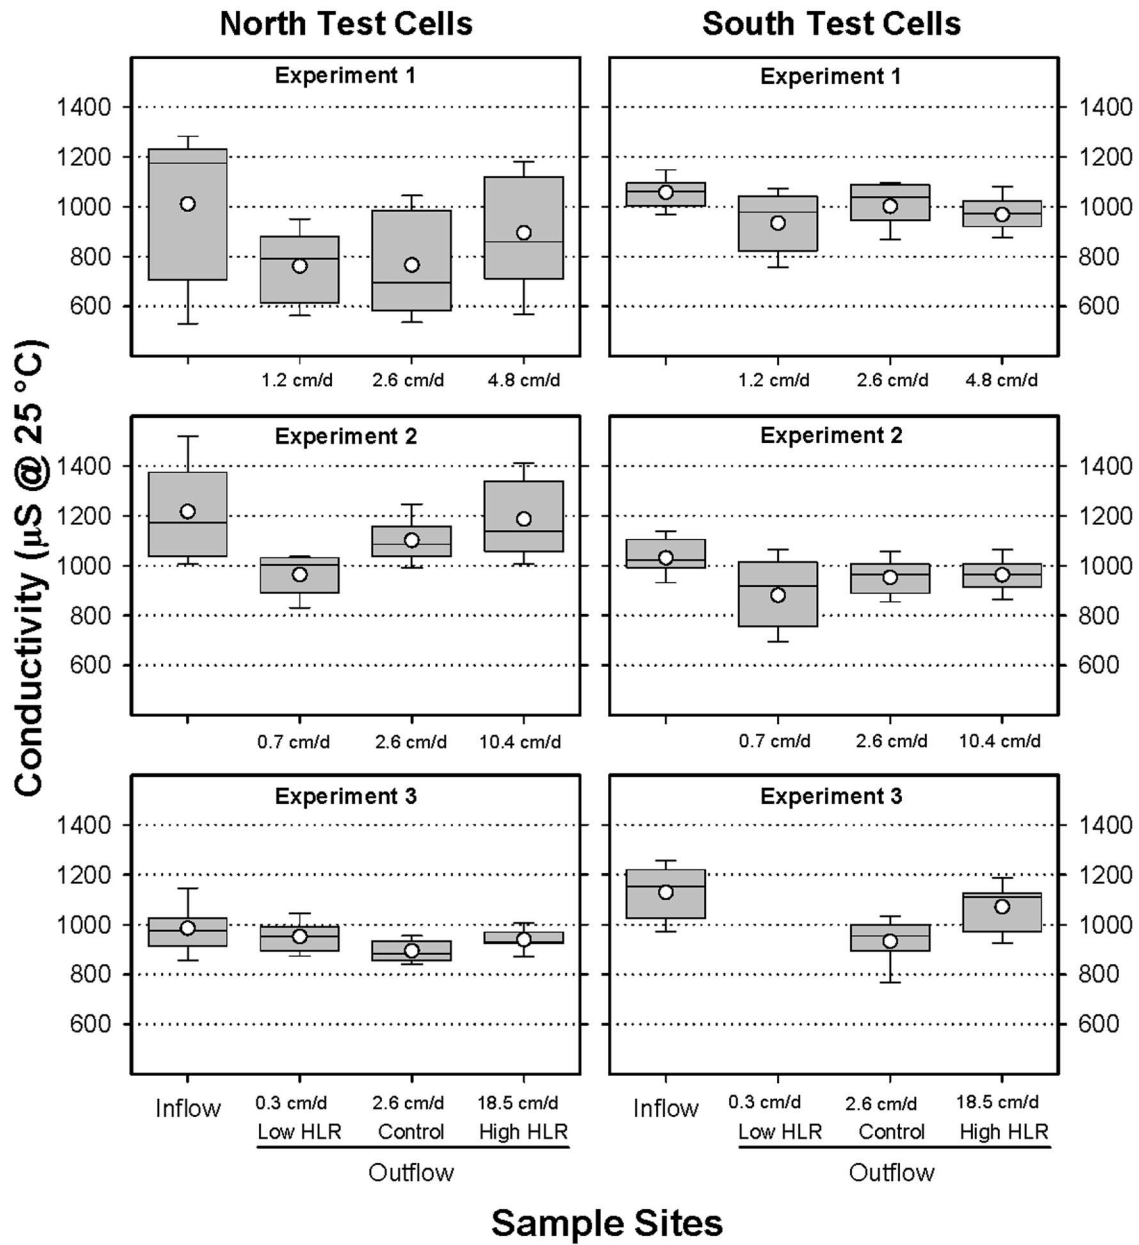 North Test Cells
South Test Cells
Experiment 1
Experiment 1
1400
1200
1000
800
600
1400
1200
1000
800
600
1.2 cm/d 2.6 cm/d 4.8 cm/d
1.2 cm/d 2.6 cm/d 4.8 cm/d
Conductivity (µS @ 25 °C)
Experiment 2
Experiment 2
1400
1200
1000
800
600
1400
1200
1000
800
600
0.7 cm/d 2.6 cm/d 10.4 cm/d
0.7 cm/d 2.6 cm/d 10.4 cm/d
Experiment 3
Experiment 3
1400
1200
1000
800
600
1400
1200
1000
800
600
Inflow 0.3 cm/d 2.6 cm/d 18.5 cm/d
Low HLR Control High HLR
Outflow
Inflow 0.3 cm/d 2.6 cm/d 18.5 cm/d
Low HLR Control High HLR
Outflow
Sample Sites